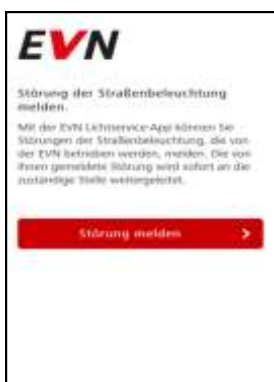 EVN
Störung der Straßenbeleuchtung
melden.
Mit der EVN Lichtservice-App können Sie
Störungen der Straßenbeleuchtung, die von
der EVN betrieben werden, melden. Die von
Ihnen gemeldete Störung wird sofort an die
zuständige Stelle weitergeleitet.
Störung melden